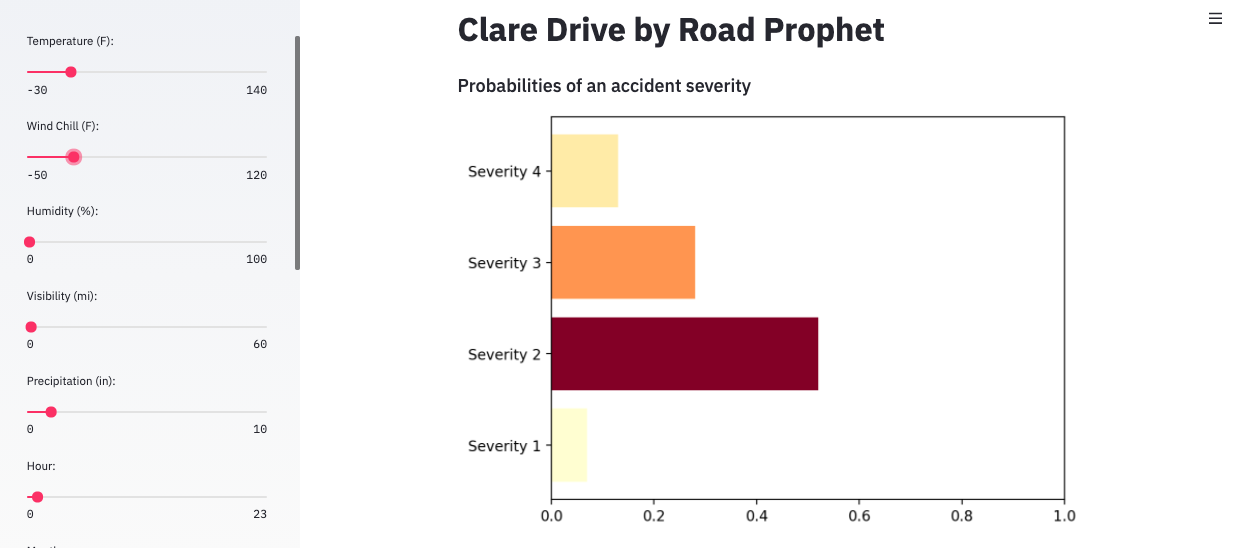 Temperature (F):
-30 140
Wind Chill (F):
-50 120
Humidity (%):
0 100
Visibility (mi):
0 60
Precipitation (in):
0 10
Hour:
0 23
Clare Drive by Road Prophet
Probabilities of an accident severity
Severity 4
Severity 3
Severity 2
Severity 1
0.0 0.2 0.4 0.6 0.8 1.0